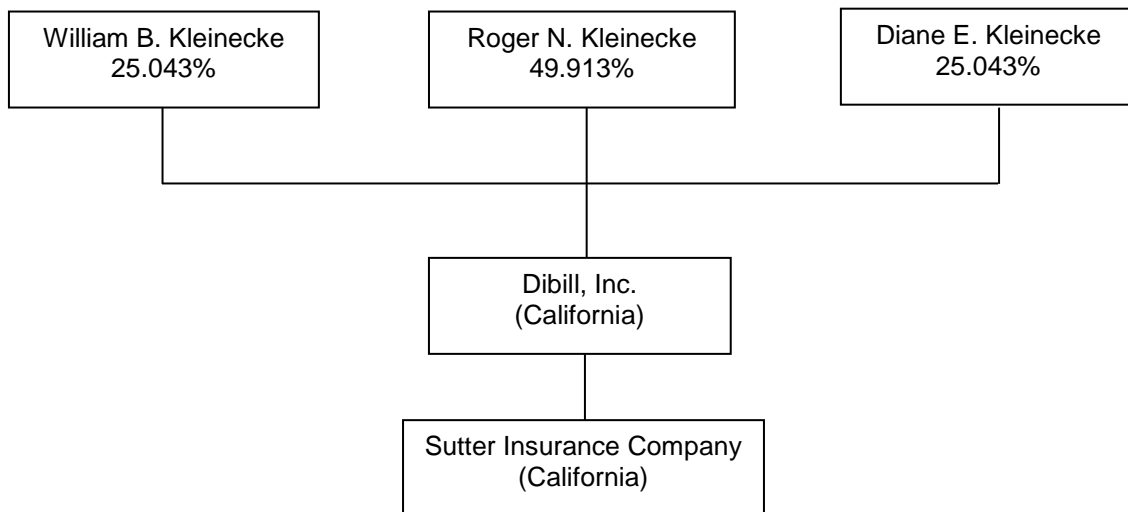 William B. Kleinecke
25.043%
Roger N. Kleinecke
49.913%
Diane E. Kleinecke
25.043%
Dibill, Inc.
(California)
Sutter Insurance Company
(California)